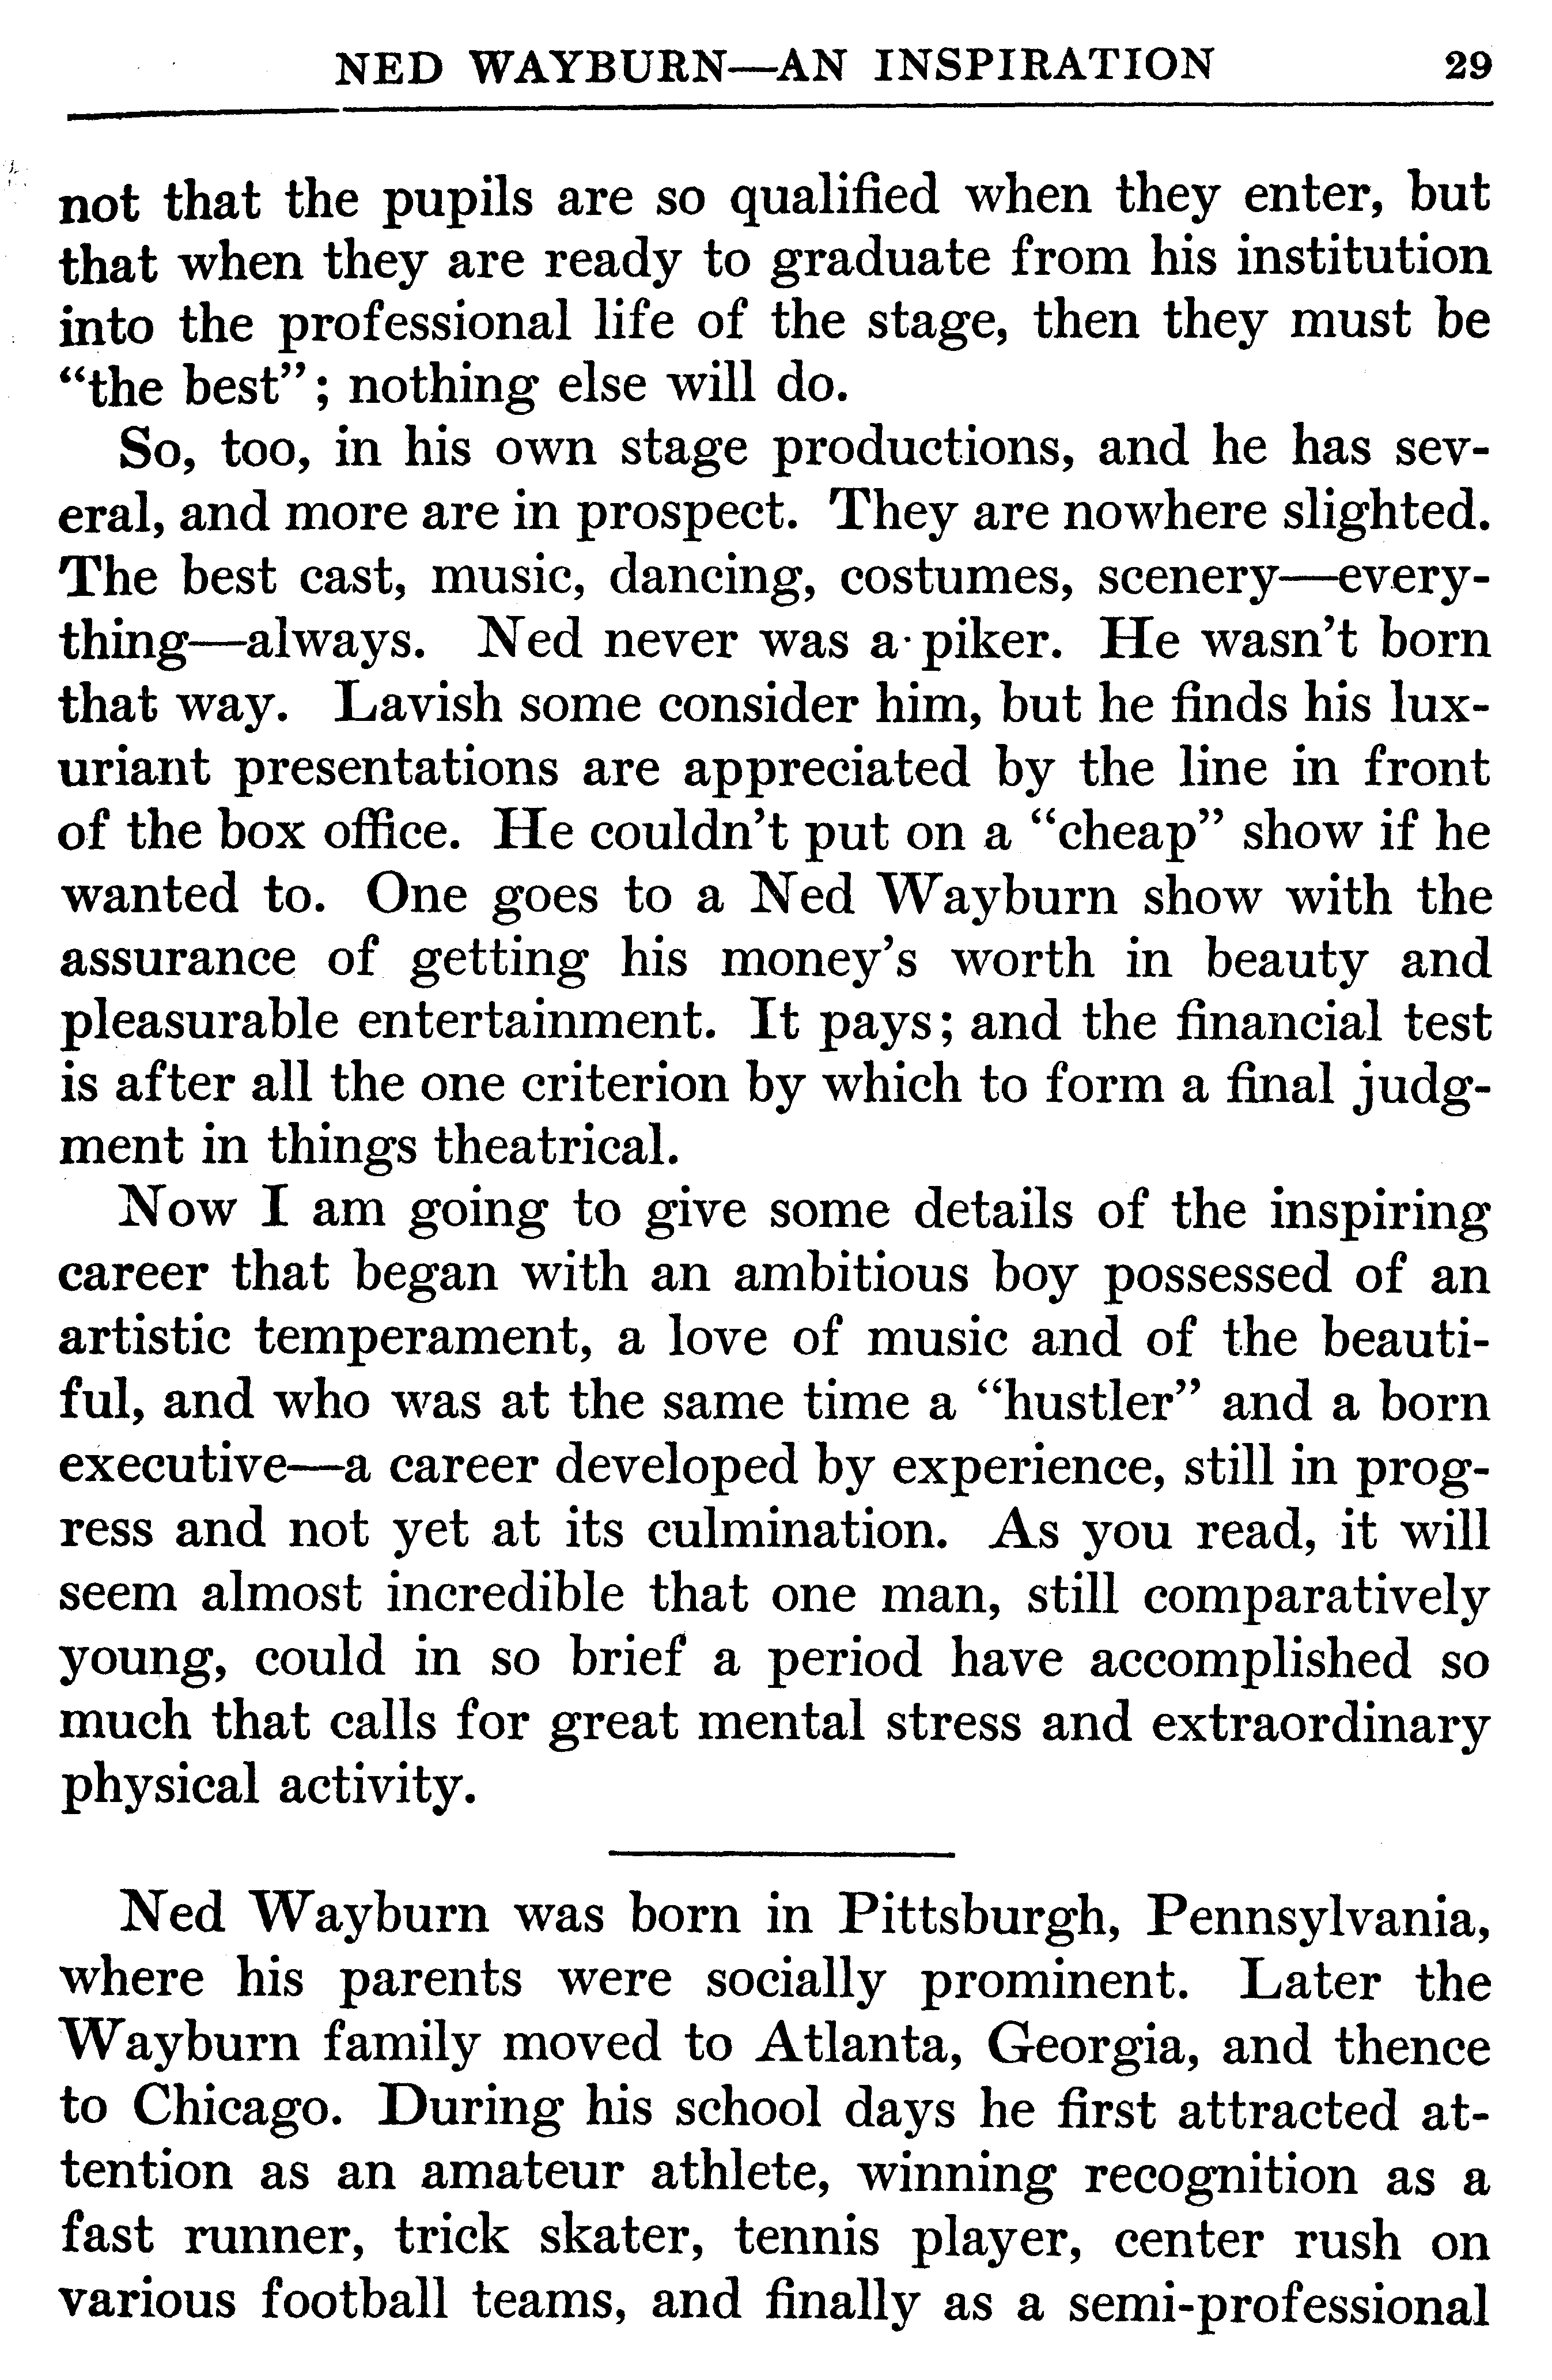 NED WAYBURN—AN INSPIRATION 29
not that the pupils are so qualified when they enter, but
that when they are ready to graduate from his institution
into the professional life of the stage, then they must be
“the best”; nothing else will do.
So, too, in his own stage productions, and he has sev-
eral, and more are in prospect. They are nowhere slighted.
The best cast, music, dancing, costumes, scenery—every-
thing—always. Ned never was a piker. He wasn’t born
that way. Lavish some consider him, but he finds his lux-
uriant presentations are appreciated by the line in front
of the box office. He couldn’t put on a “cheap” show if he
wanted to. One goes to a Ned Wayburn show with the
assurance of getting his money’s worth in beauty and
pleasurable entertainment. It pays; and the financial test
is after all the one criterion by which to form a final judg-
ment in things theatrical.
Now I am going to give some details of the inspiring
career that began with an ambitious boy possessed of an
artistic temperament, a love of music and of the beauti-
ful, and who was at the same time a “hustler” and a born
executive—a career developed by experience, still in prog-
ress and not yet at its culmination. As you read, it will
seem almost incredible that one man, still comparatively
young, could in so brief a period have accomplished so
much that calls for great mental stress and extraordinary
physical activity.
Ned Wayburn was born in Pittsburgh, Pennsylvania,
where his parents were socially prominent. Later the
Wayburn family moved to Atlanta, Georgia, and thence
to Chicago. During his school days he first attracted at-
tention as an amateur athlete, winning recognition as a
fast runner, trick skater, tennis player, center rush on
various football teams, and finally as a semi-professional